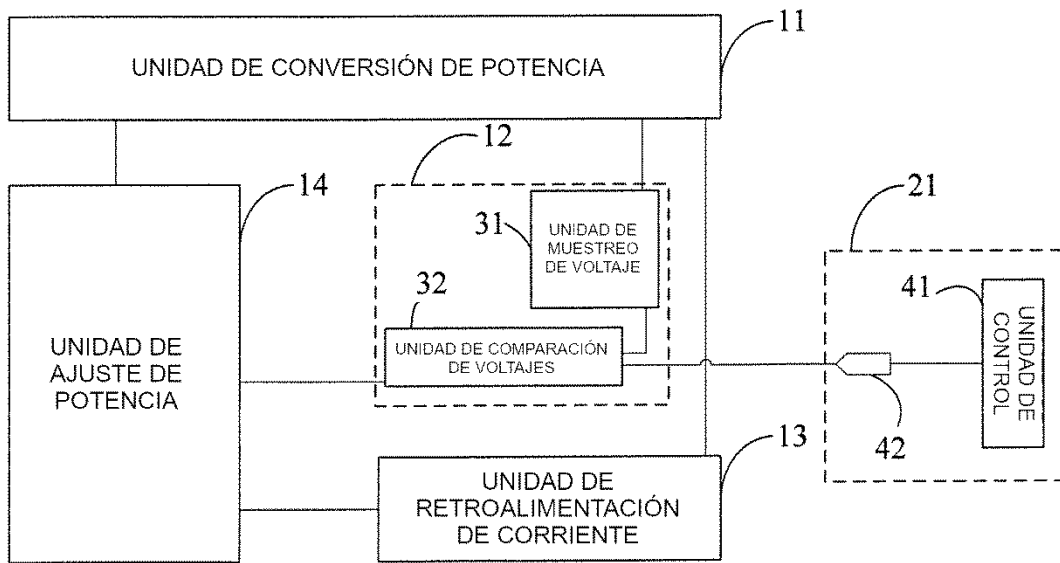 11
UNIDAD DE CONVERSIÓN DE POTENCIA
12
14
31
UNIDAD DE
MUESTREO
DE VOLTAJE
21
32
41
UNIDAD DE COMPARACIÓN
DE VOLTAJES
UNIDAD DE
CONTROL
UNIDAD DE
AJUSTE DE
POTENCIA
42
13
UNIDAD DE
RETROALIMENTACIÓN
DE CORRIENTE